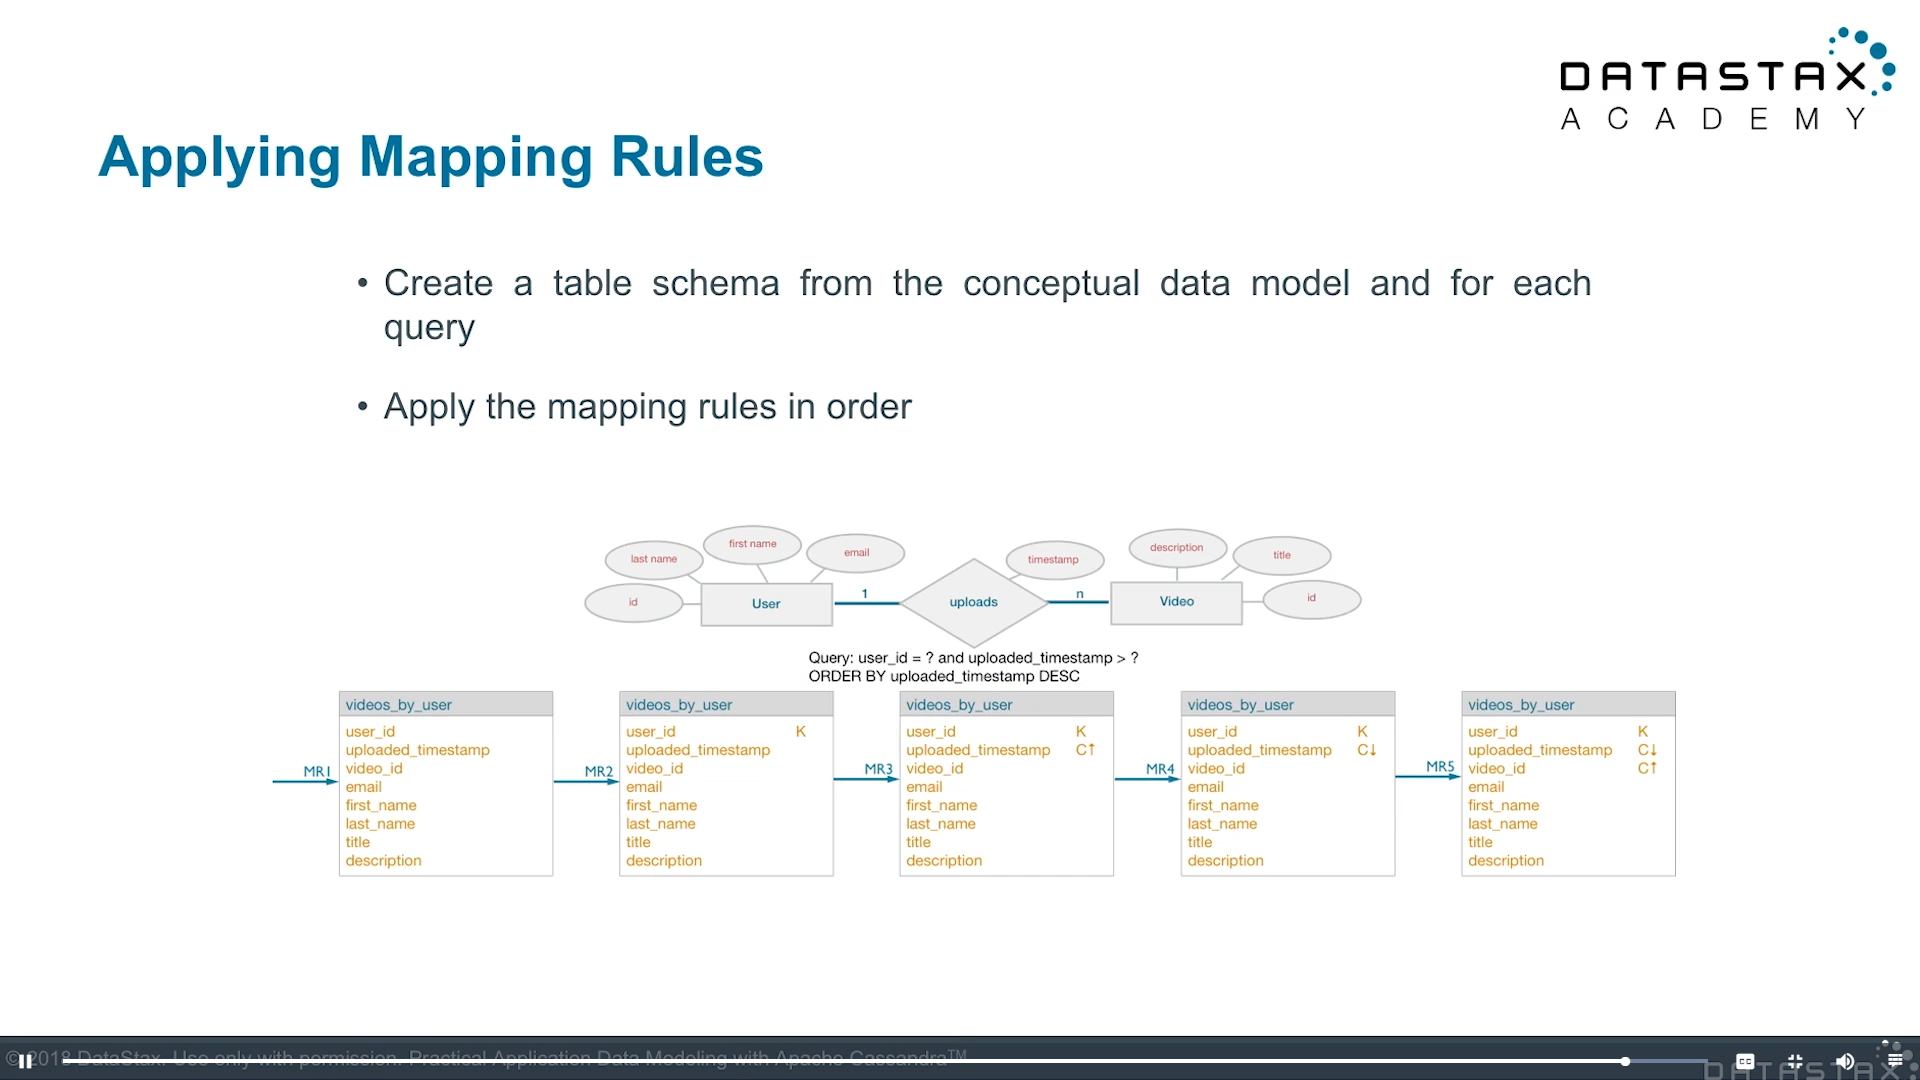 DATASTAX
ACADEMY
Applying Mapping Rules
• Create a table schema from the conceptual data model and for each
query
• Apply the mapping rules in order
last name
first name
email
timestamp
description
title
id
User
1
uploads
n
Video
id
Query: user_id = ? and uploaded_timestamp > ?
ORDER BY uploaded_timestamp DESC
MR1
videos_by_user
user_id
uploaded_timestamp
video_id
email
first_name
last_name
title
description
MR2
videos_by_user
user_id K
uploaded_timestamp
video_id
email
first_name
last_name
title
description
MR3
videos_by_user
user_id K
uploaded_timestamp C↑
video_id
email
first_name
last_name
title
description
MR4
videos_by_user
user_id K
uploaded_timestamp C↓
video_id
email
first_name
last_name
title
description
MR5
videos_by_user
user_id K
uploaded_timestamp C↓
video_id C↑
email
first_name
last_name
title
description
© 2018 DataStax. Use only with permission. Practical Application Data Modeling with Apache Cassandra™
CC
DATASTAX